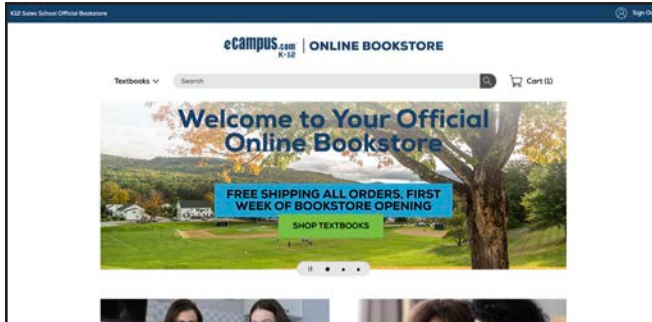 K12 Sales School Official Bookstore
Sign Ou
ecampus.com K-12 | ONLINE BOOKSTORE
Textbooks
Search
Cart (1)
Welcome to Your Official
Online Bookstore
FREE SHIPPING ALL ORDERS, FIRST
WEEK OF BOOKSTORE OPENING
SHOP TEXTBOOKS